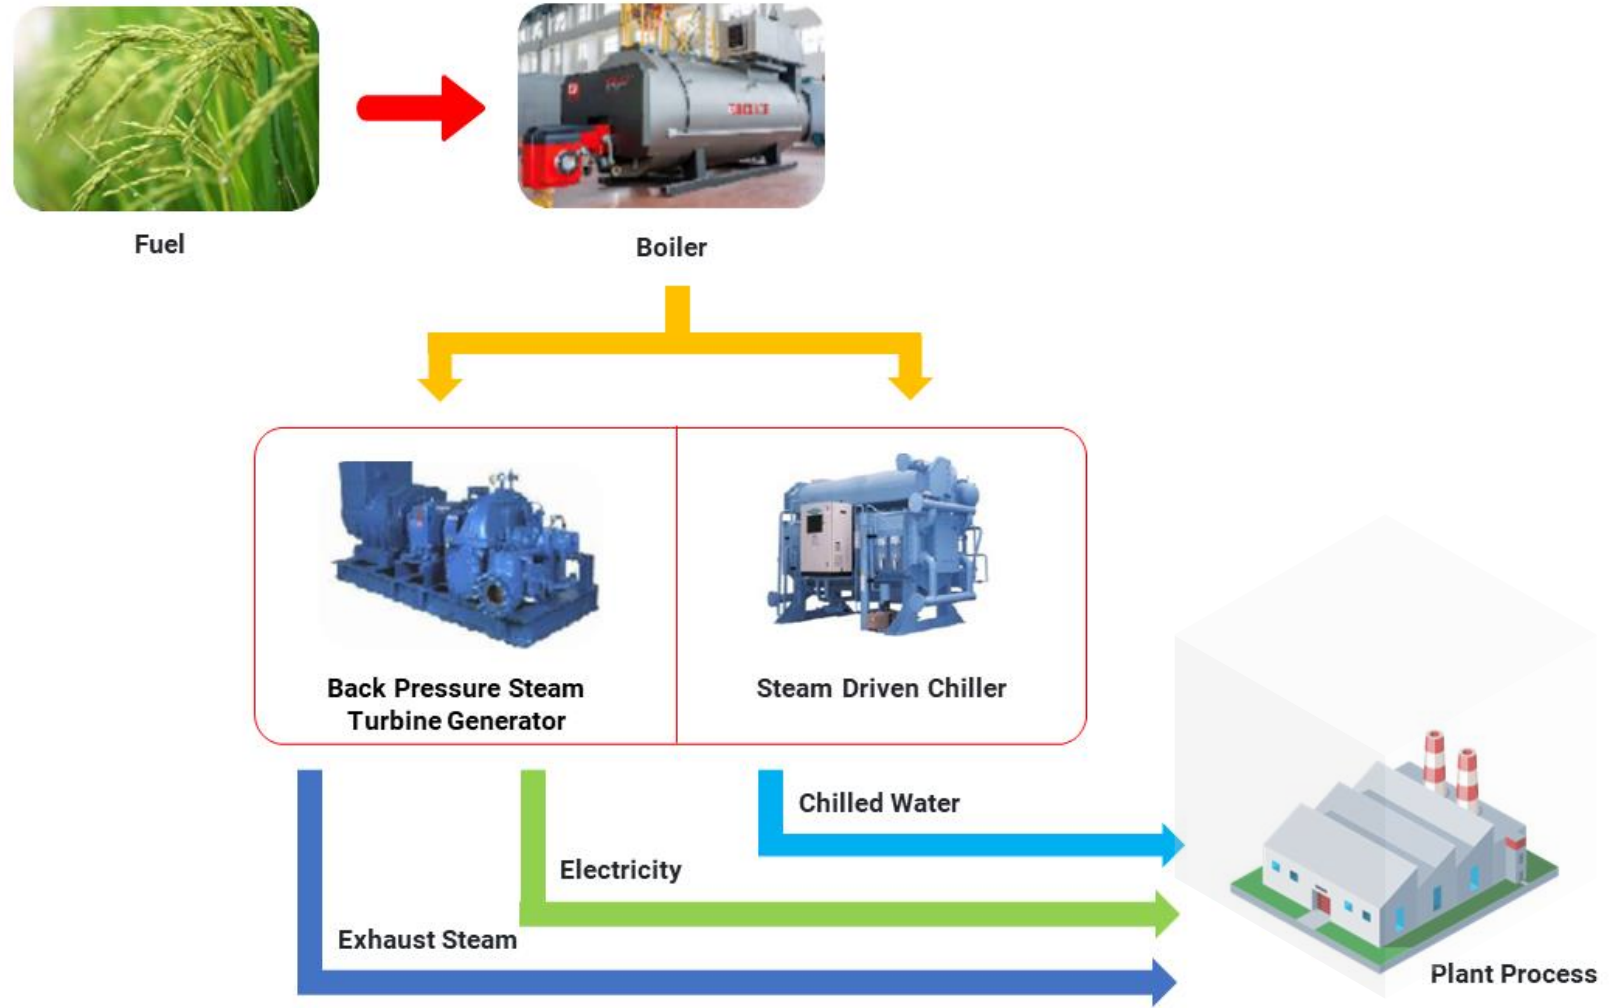 Fuel
Boiler
Back Pressure Steam
Turbine Generator
Steam Driven Chiller
Chilled Water
Electricity
Exhaust Steam
Plant Process